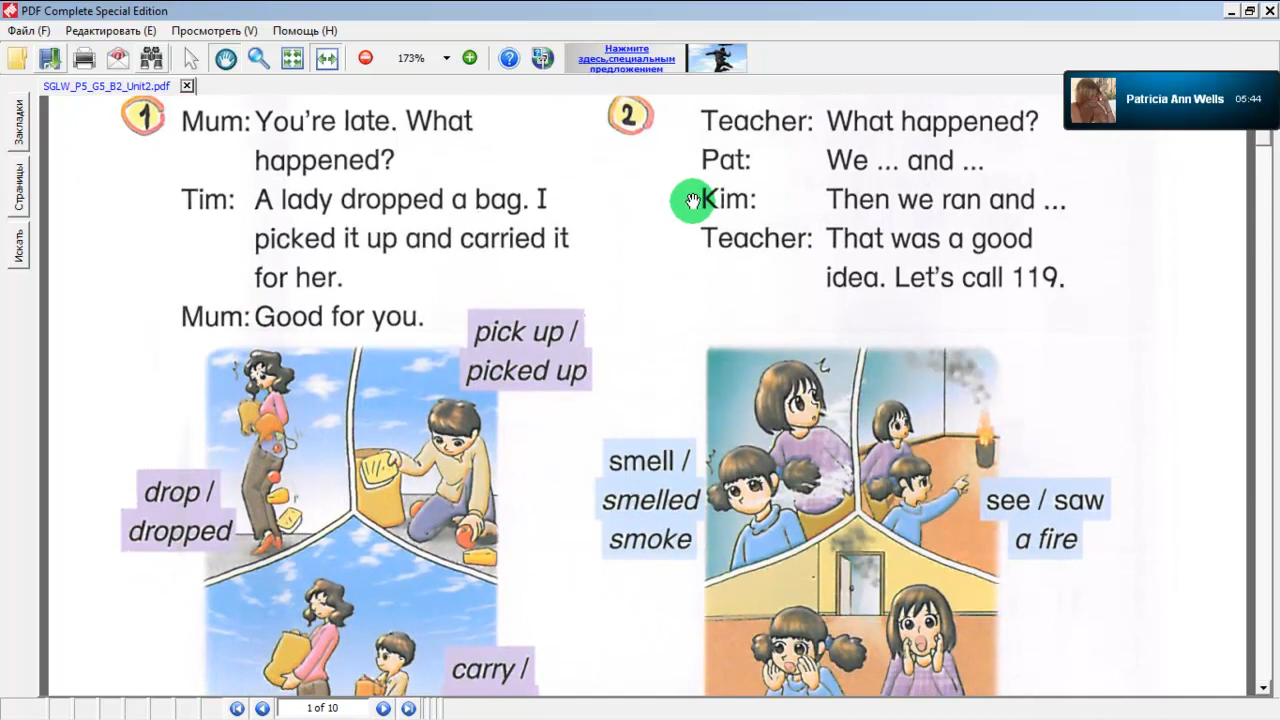 PDF Complete Special Edition
Файл (F) Редактировать (E) Просмотреть (V) Помощь (H)
173%
Нажмите
здесь,специальным
предложением
SGLW_P5_G5_B2_Unit2.pdf
Patricia Ann Wells 05:44
Закладки
Страницы
Искать
1
Mum: You're late. What
happened?
Tim: A lady dropped a bag. I
picked it up and carried it
for her.
Mum: Good for you.
pick up /
picked up
drop /
dropped
carry /
2
Teacher: What happened?
Pat: We ... and ...
Kim: Then we ran and ...
Teacher: That was a good
idea. Let's call 119.
smell /
smelled
smoke
see / saw
a fire
1 of 10